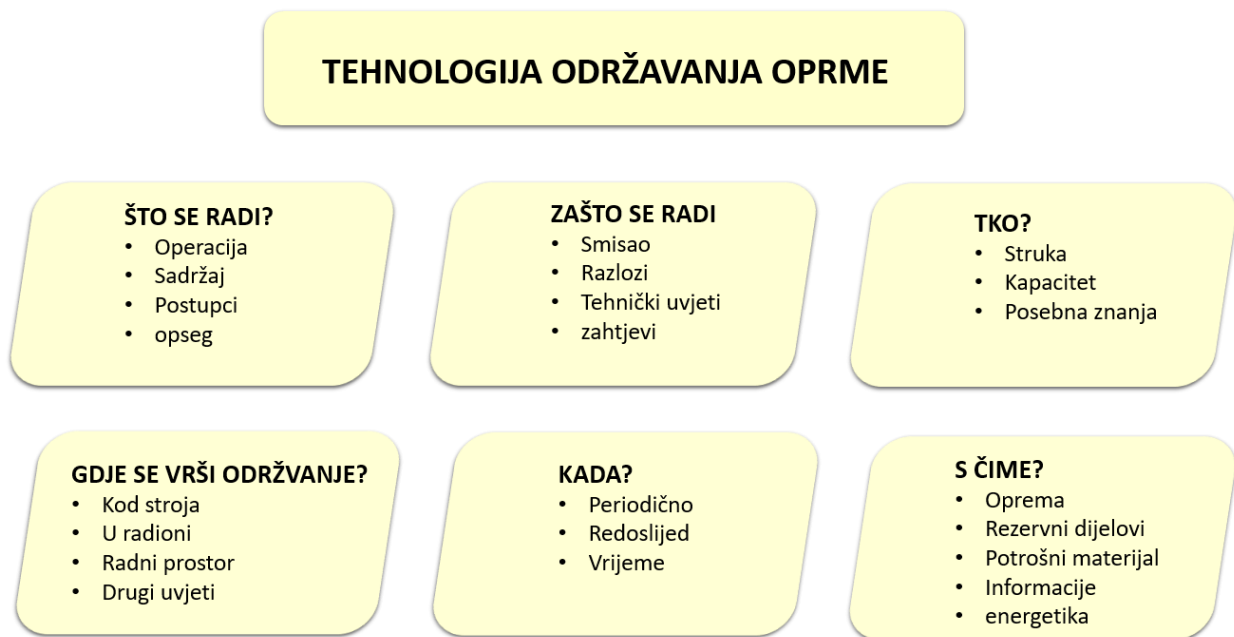 TEHNOLOGIJA ODRŽAVANJA OPRME
ŠTO SE RADI?
• Operacija
• Sadržaj
• Postupci
• opseg
ZAŠTO SE RADI
• Smisao
• Razlozi
• Tehnički uvjeti
• zahtjevi
TKO?
• Struka
• Kapacitet
• Posebna znanja
GDJE SE VRŠI ODRŽVANJE?
• Kod stroja
• U radioni
• Radni prostor
• Drugi uvjeti
KADA?
• Periodično
• Redoslijed
• Vrijeme
S ČIME?
• Oprema
• Rezervni dijelovi
• Potrošni materijal
• Informacije
• energetika